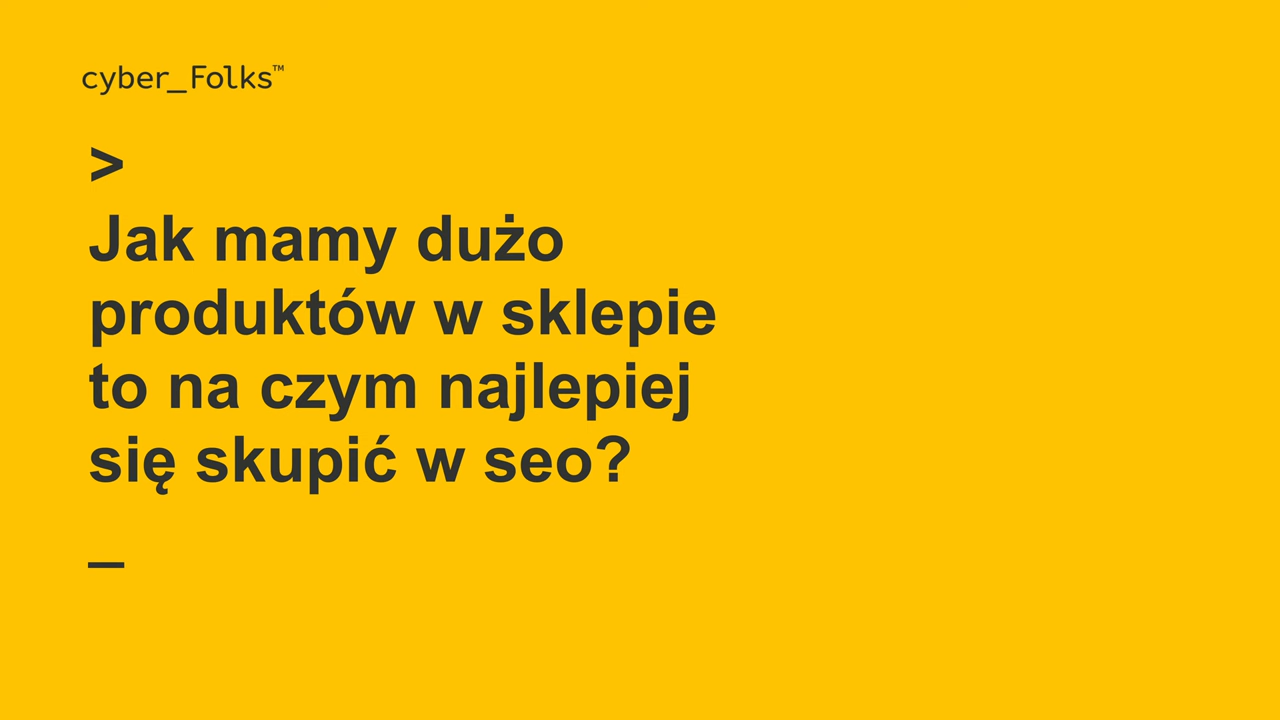 cyber_Folks™
>
Jak mamy dużo
produktów w sklepie
to na czym najlepiej
się skupić w seo?
_